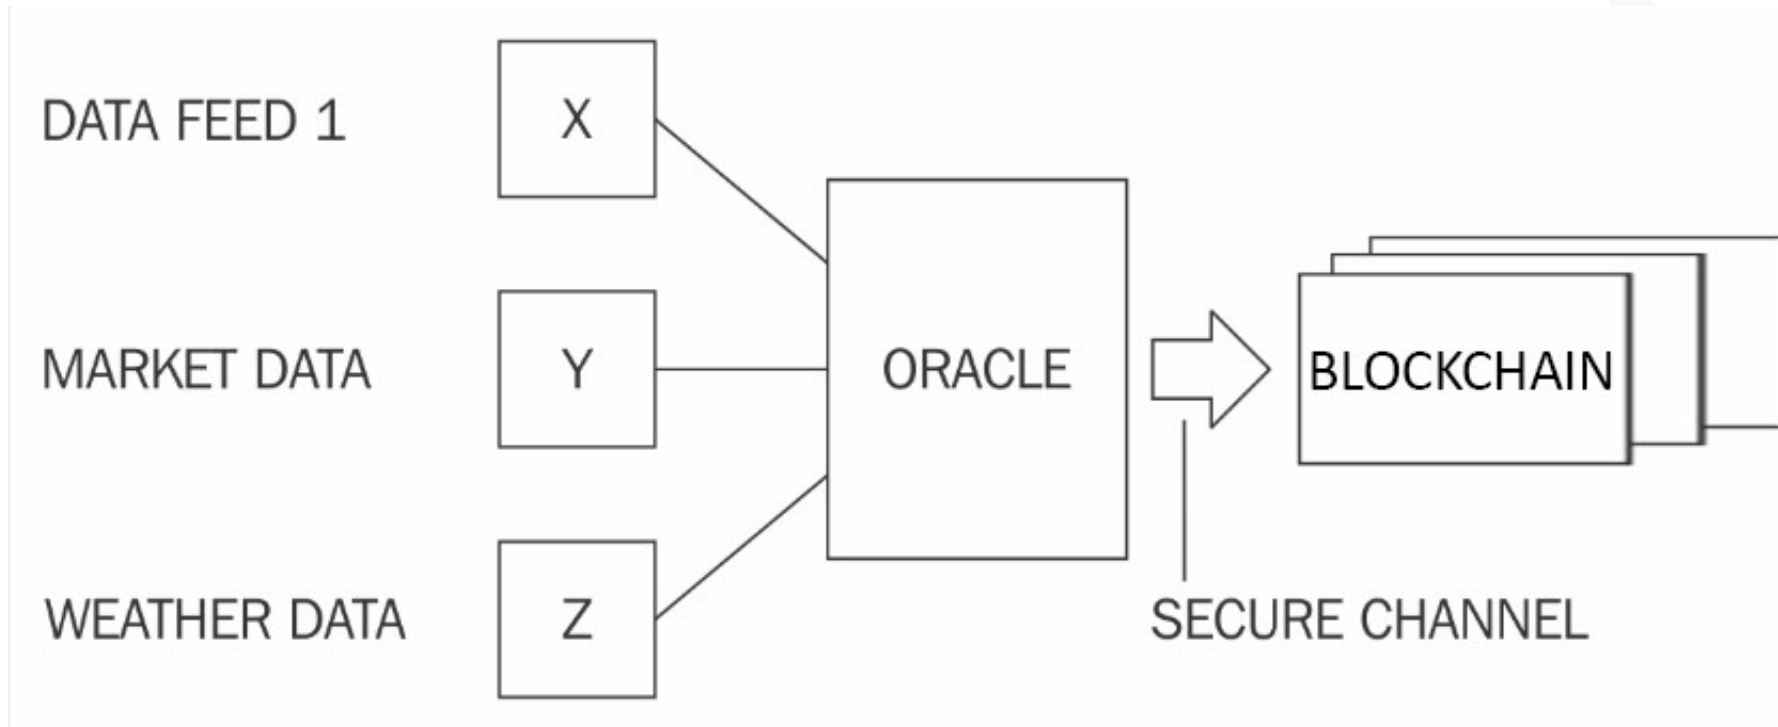 DATA FEED 1
X
MARKET DATA
Y
ORACLE
BLOCKCHAIN
WEATHER DATA
Z
SECURE CHANNEL